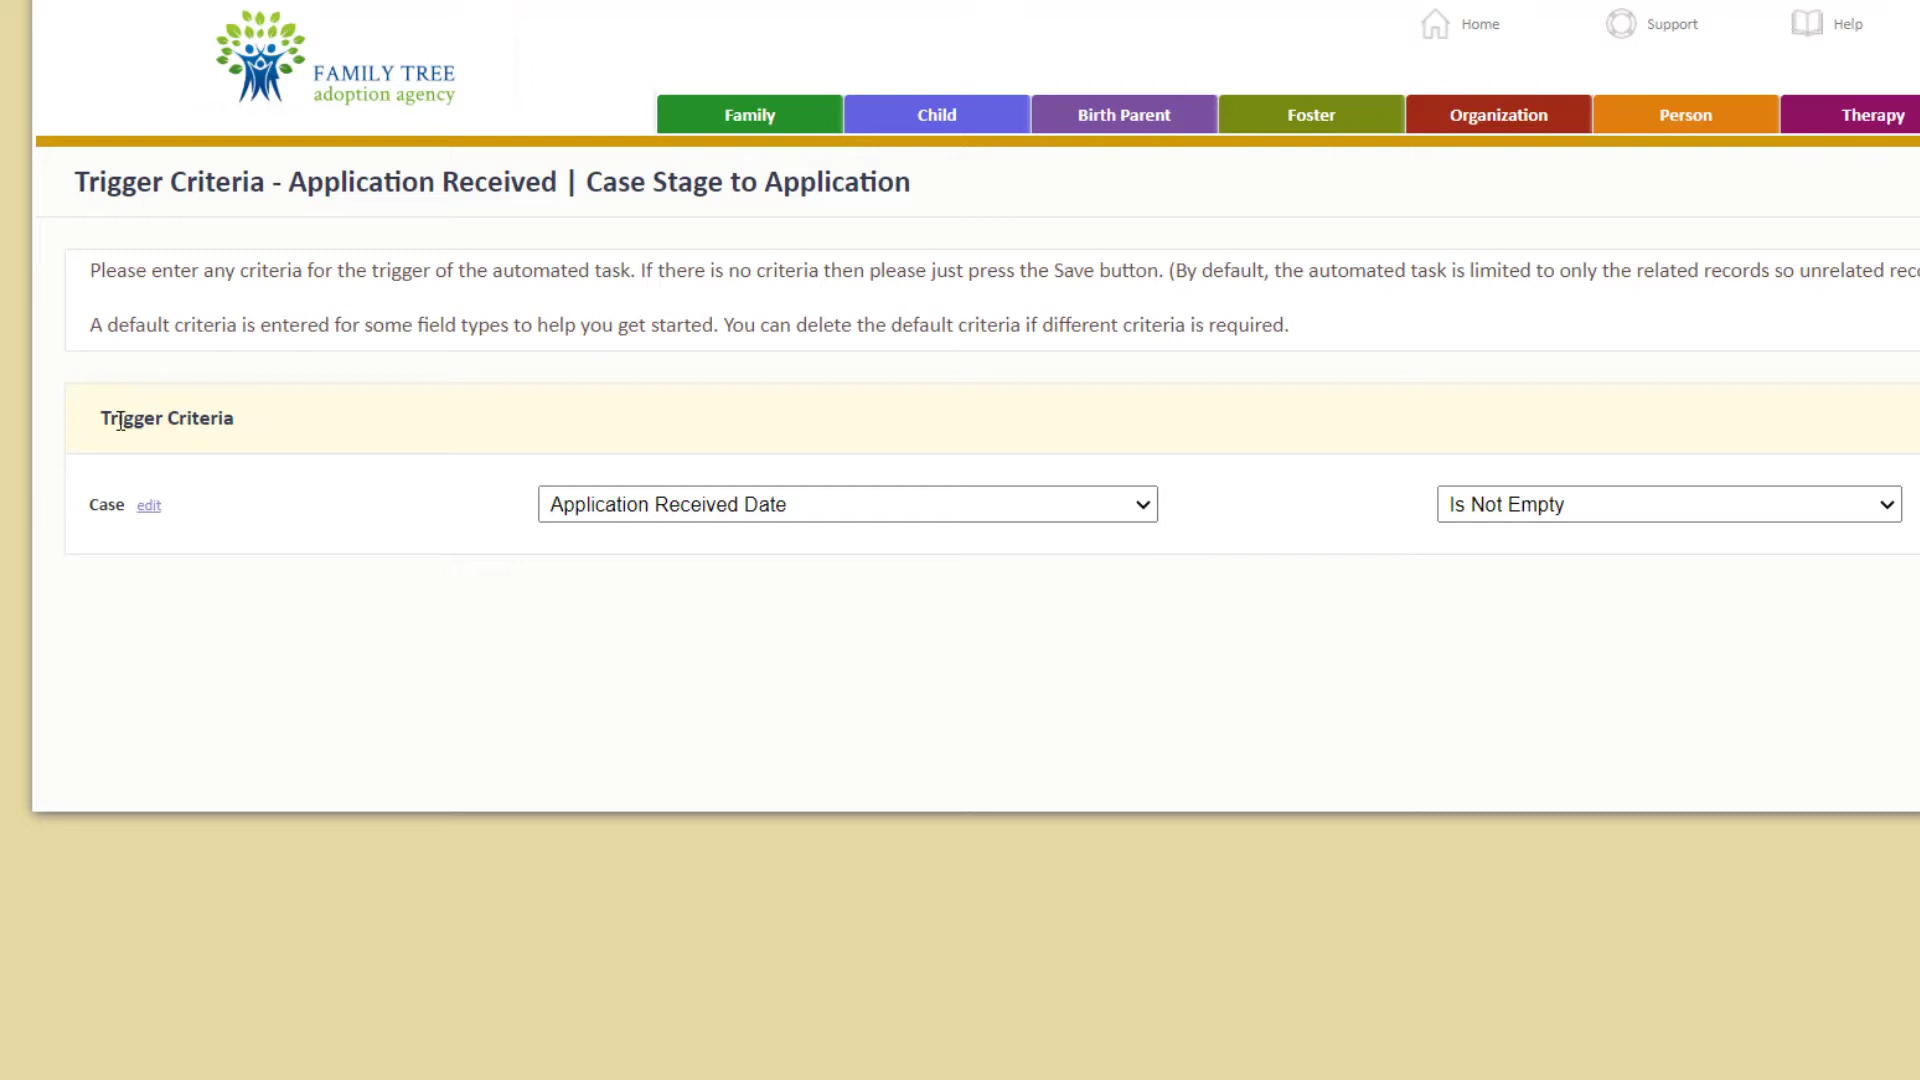 FAMILY TREE
adoption agency
Home
Support
Help
Family
Child
Birth Parent
Foster
Organization
Person
Therapy
Trigger Criteria - Application Received | Case Stage to Application
Please enter any criteria for the trigger of the automated task. If there is no criteria then please just press the Save button. (By default, the automated task is limited to only the related records so unrelated
A default criteria is entered for some field types to help you get started. You can delete the default criteria if different criteria is required.
Trigger Criteria
Case edit
Application Received Date
Is Not Empty